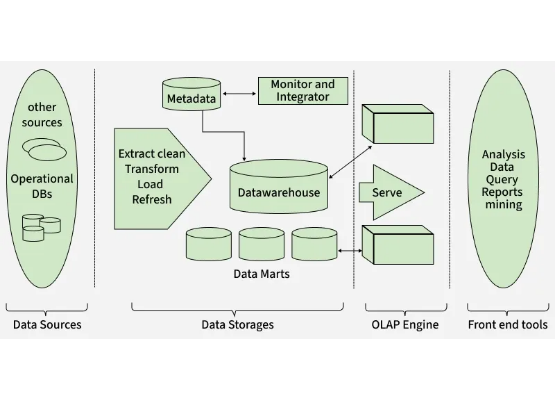 other
sources
Operational
DBs
Data Sources
Metadata
Monitor and
Integrator
Extract clean
Transform
Load
Refresh
Datawarehouse
Data Marts
Data Storages
Serve
OLAP Engine
Analysis
Data
Query
Reports
mining
Front end tools